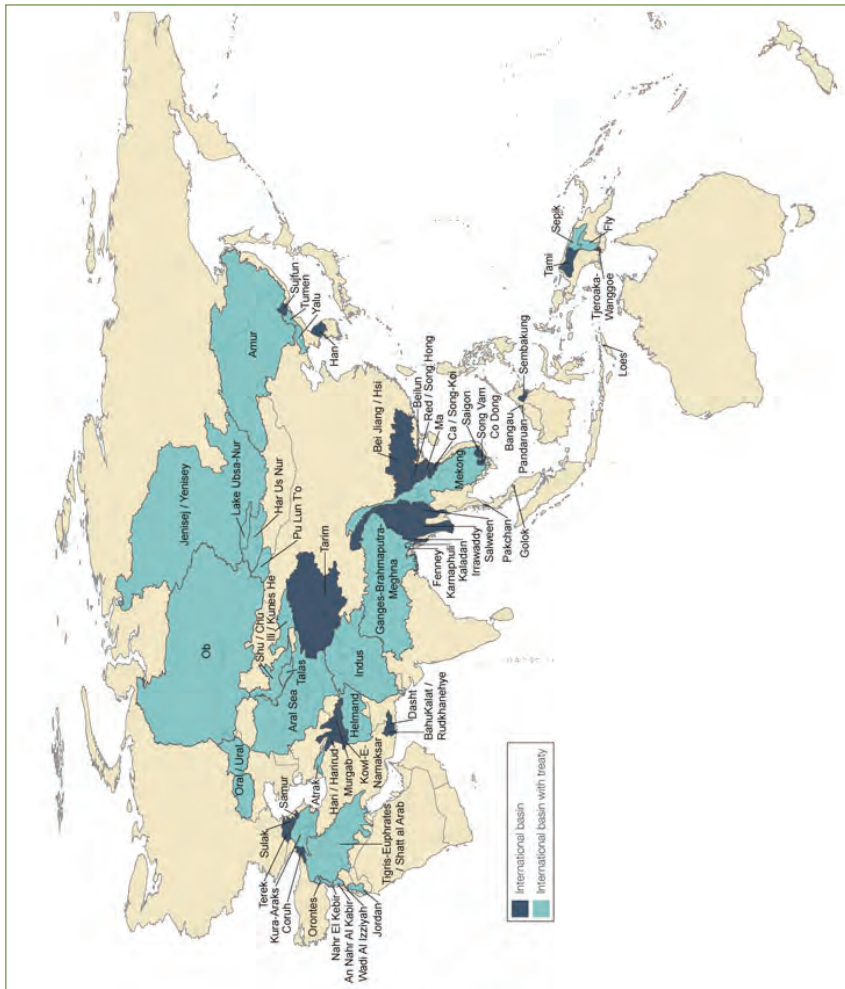 Jenisej / Yenisey
Ob
Amur
Sujfun
Tumen
Yalu
Han
Lake Ubsa-Nur
Har Us Nur
Pu Lun T'o
Shu / Chu
Ili / Kunes He
Tarim
Talas
Aral Sea
Oral / Ural
Samur
Sulak
Terek
Kura-Araks
Coruh
Orontes
Nahr El Kebir
An Nahr Al Kabir
Wadi Al Izziyah
Jordan
Tigris-Euphrates
/ Shatt al Arab
Atrak
Hari / Harirud
Murgab
Kowl-E-
Namaksar
Helmand
Dasht
BahuKalat /
Rudkhanehye
Indus
Ganges-Brahmaputra-
Meghna
Fenney
Karnaphuli
Kaladan
Irrawaddy
Salween
Pakchan
Golok
Mekong
Bei Jiang / Hsi
Beilun
Red / Song Hong
Ma
Ca / Song-Koi
Saigon
Song Vam
Co Dong
Bangau
Pandaruan
Sembakung
Loes
Tami
Sepik
Fly
Tjeroaka-
Wanggoe
International basin
International basin with treaty